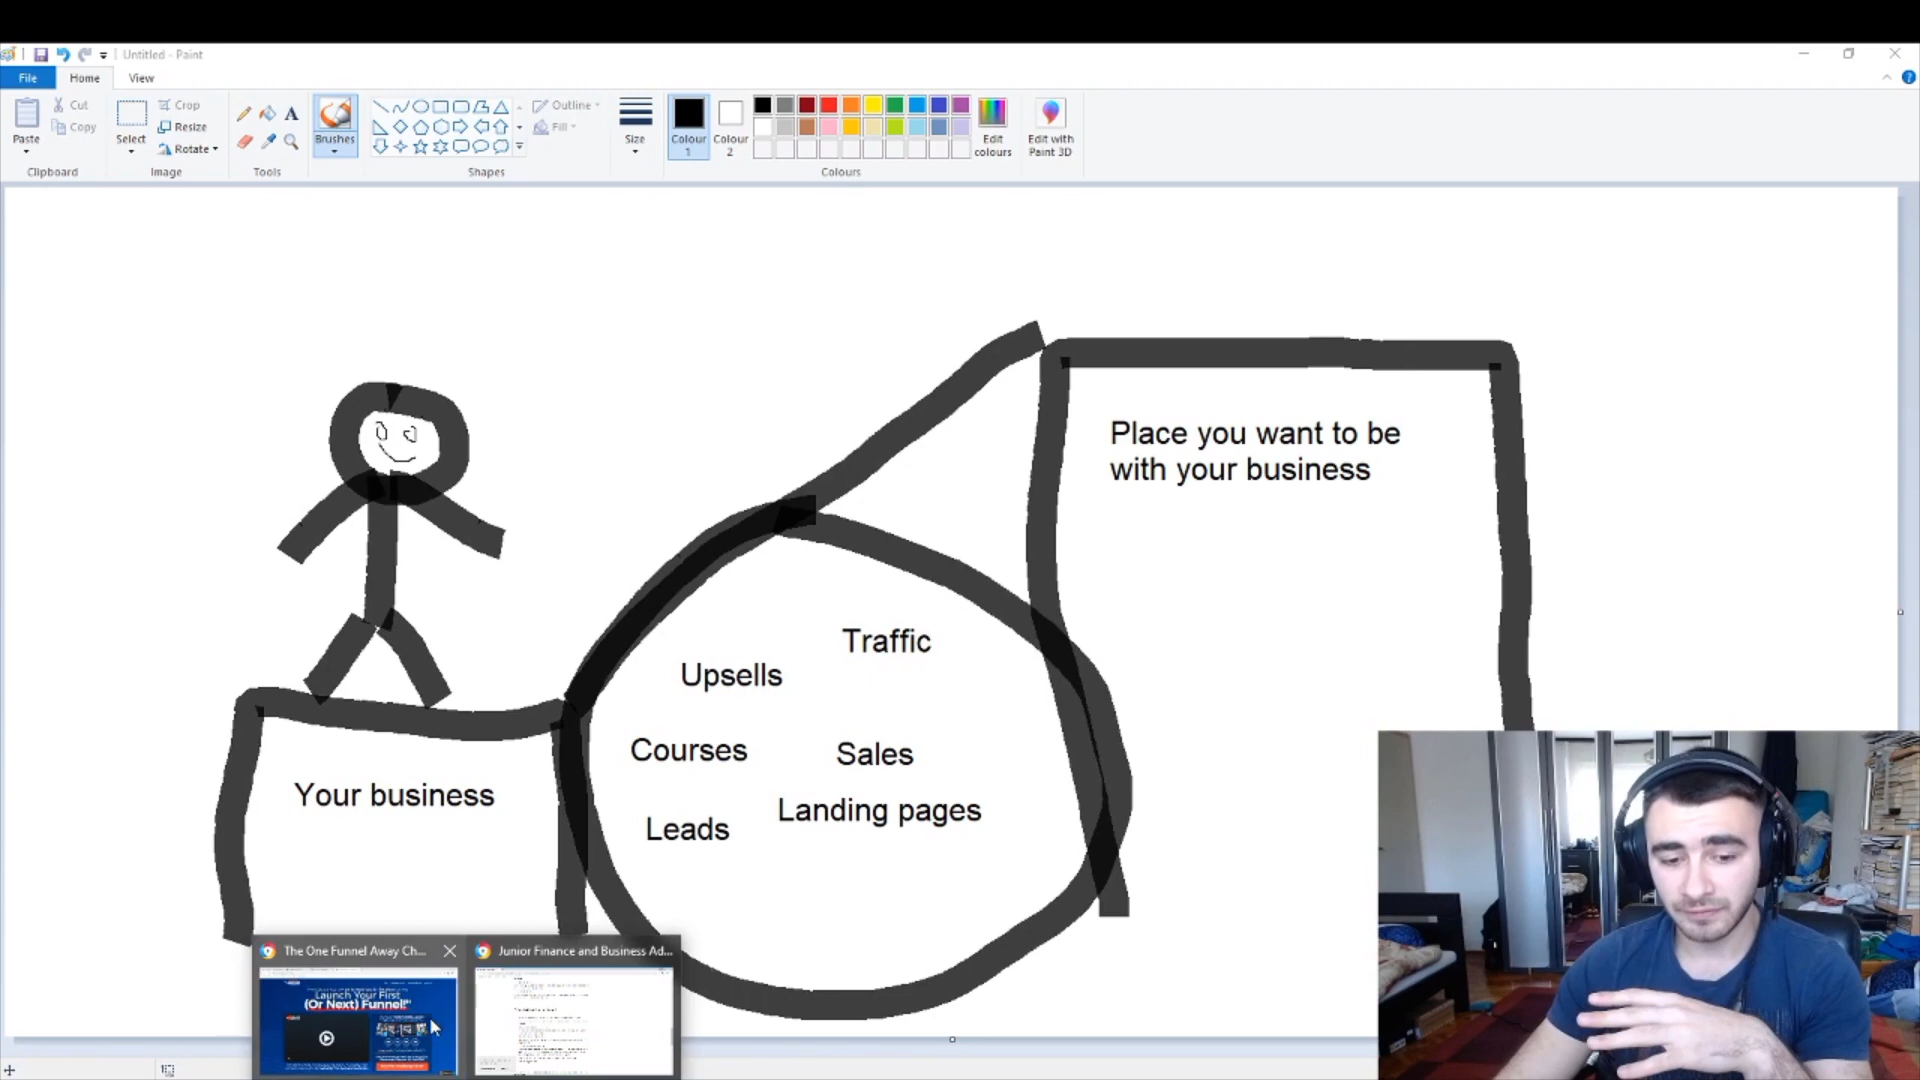 Untitled - Paint
File
Home
View
Paste
Cut
Copy
Clipboard
Select
Crop
Resize
Rotate
Image
Tools
Brushes
Shapes
Outline
Fill
Size
Colour
1
Colour
2
Edit
colours
Edit with
Paint 3D
Colours
Place you want to be
with your business
Traffic
Upsells
Courses
Sales
Your business
Landing pages
Leads
The One Funnel Away Ch...
Junior Finance and Business Ad...
Launch Your First
(Or Next) Funnel!"